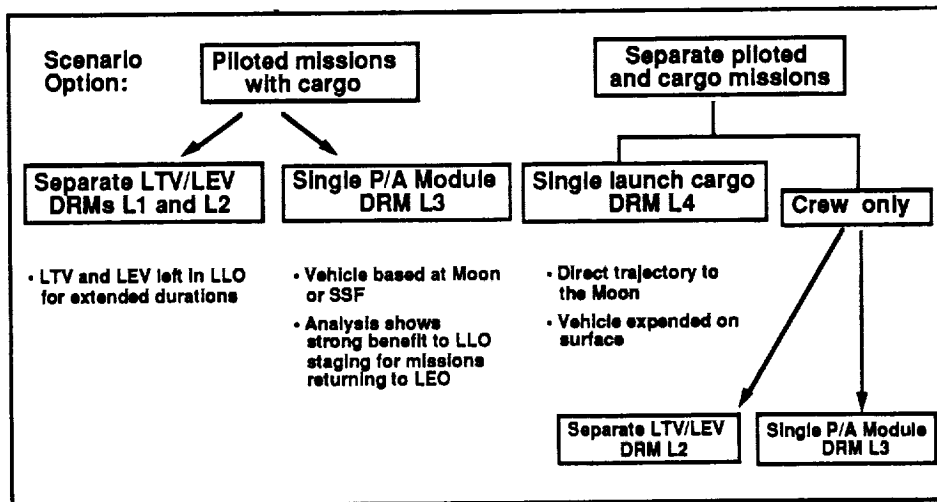 Scenario
Option:
Piloted missions
with cargo
Separate piloted
and cargo missions
Separate LTV/LEV
DRMs L1 and L2
Single P/A Module
DRM L3
Single launch cargo
DRM L4
Crew only
• LTV and LEV left in LLO
for extended durations
• Vehicle based at Moon
or SSF
• Analysis shows
strong benefit to LLO
staging for missions
returning to LEO
• Direct trajectory to
the Moon
• Vehicle expended on
surface
Separate LTV/LEV
DRM L2
Single P/A Module
DRM L3